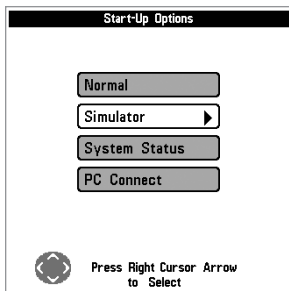 Start-Up Options
Normal
Simulator
System Status
PC Connect
Press Right Cursor Arrow
to Select